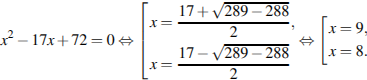 x² − 17x + 72 = 0 ⇔ [ x = (17 + √(289 − 288))/2, x = (17 − √(289 − 288))/2 ⇔ [ x = 9, x = 8.